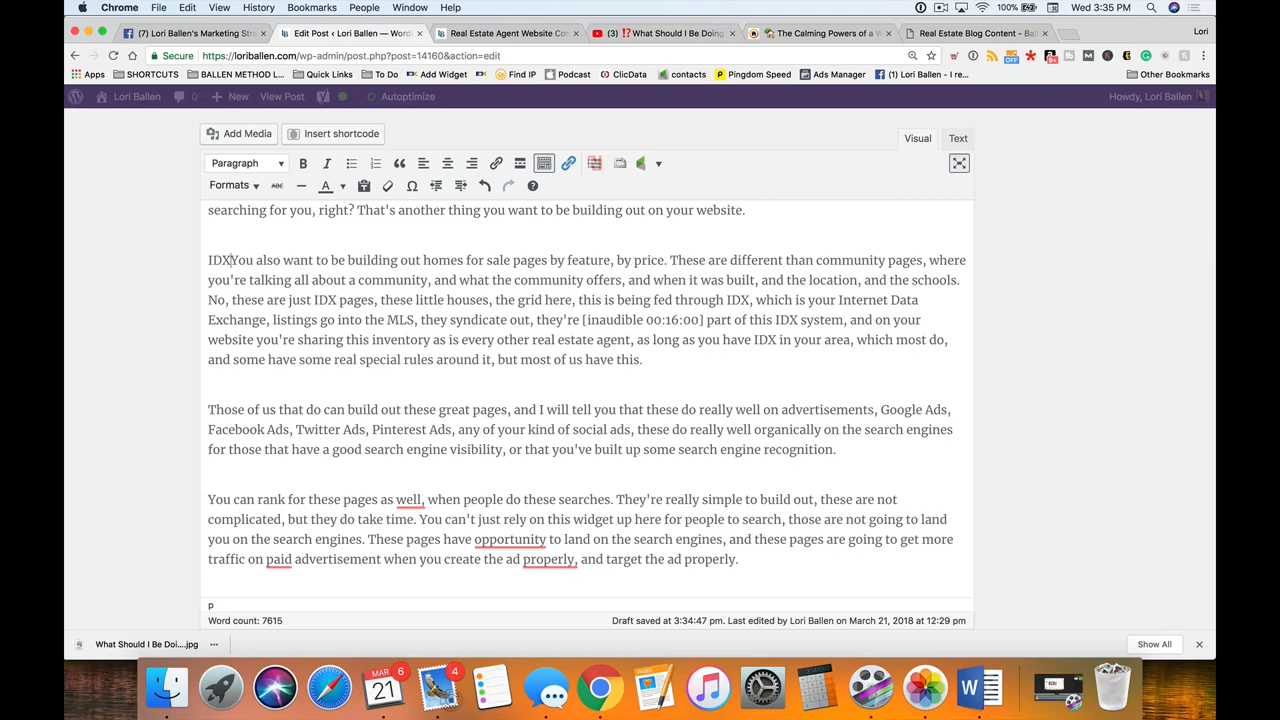 Chrome File Edit View History Bookmarks People Window Help 100% Wed 3:35 PM
(7) Lori Ballen's Marketing Str Edit Post ‹ Lori Ballen — Word Real Estate Agent Website Con (3) ⁉️What Should I Be Doing The Calming Powers of a W Real Estate Blog Content - Ball Lori
Secure https://loriballen.com/wp-admin/post.php?post=14160&action=edit
Apps SHORTCUTS BALLEN METHOD L... Quick Links To Do Add Widget Find IP Podcast ClicData contacts Pingdom Speed Ads Manager (1) Lori Ballen - I re... Other Bookmarks
Lori Ballen 0 New View Post Autoptimize Howdy, Lori Ballen
Add Media Insert shortcode
Visual Text
Paragraph
Formats ABC
searching for you, right? That's another thing you want to be building out on your website.
IDXYou also want to be building out homes for sale pages by feature, by price. These are different than community pages, where
you're talking all about a community, and what the community offers, and when it was built, and the location, and the schools.
No, these are just IDX pages, these little houses, the grid here, this is being fed through IDX, which is your Internet Data
Exchange, listings go into the MLS, they syndicate out, they're [inaudible 00:16:00] part of this IDX system, and on your
website you're sharing this inventory as is every other real estate agent, as long as you have IDX in your area, which most do,
and some have some real special rules around it, but most of us have this.
Those of us that do can build out these great pages, and I will tell you that these do really well on advertisements, Google Ads,
Facebook Ads, Twitter Ads, Pinterest Ads, any of your kind of social ads, these do really well organically on the search engines
for those that have a good search engine visibility, or that you've built up some search engine recognition.
You can rank for these pages as well, when people do these searches. They're really simple to build out, these are not
complicated, but they do take time. You can't just rely on this widget up here for people to search, those are not going to land
you on the search engines. These pages have opportunity to land on the search engines, and these pages are going to get more
traffic on paid advertisement when you create the ad properly, and target the ad properly.
p
Word count: 7615 Draft saved at 3:34:47 pm. Last edited by Lori Ballen on March 21, 2018 at 12:29 pm
What Should I Be Doi....jpg Show All
MAR 6 4
21